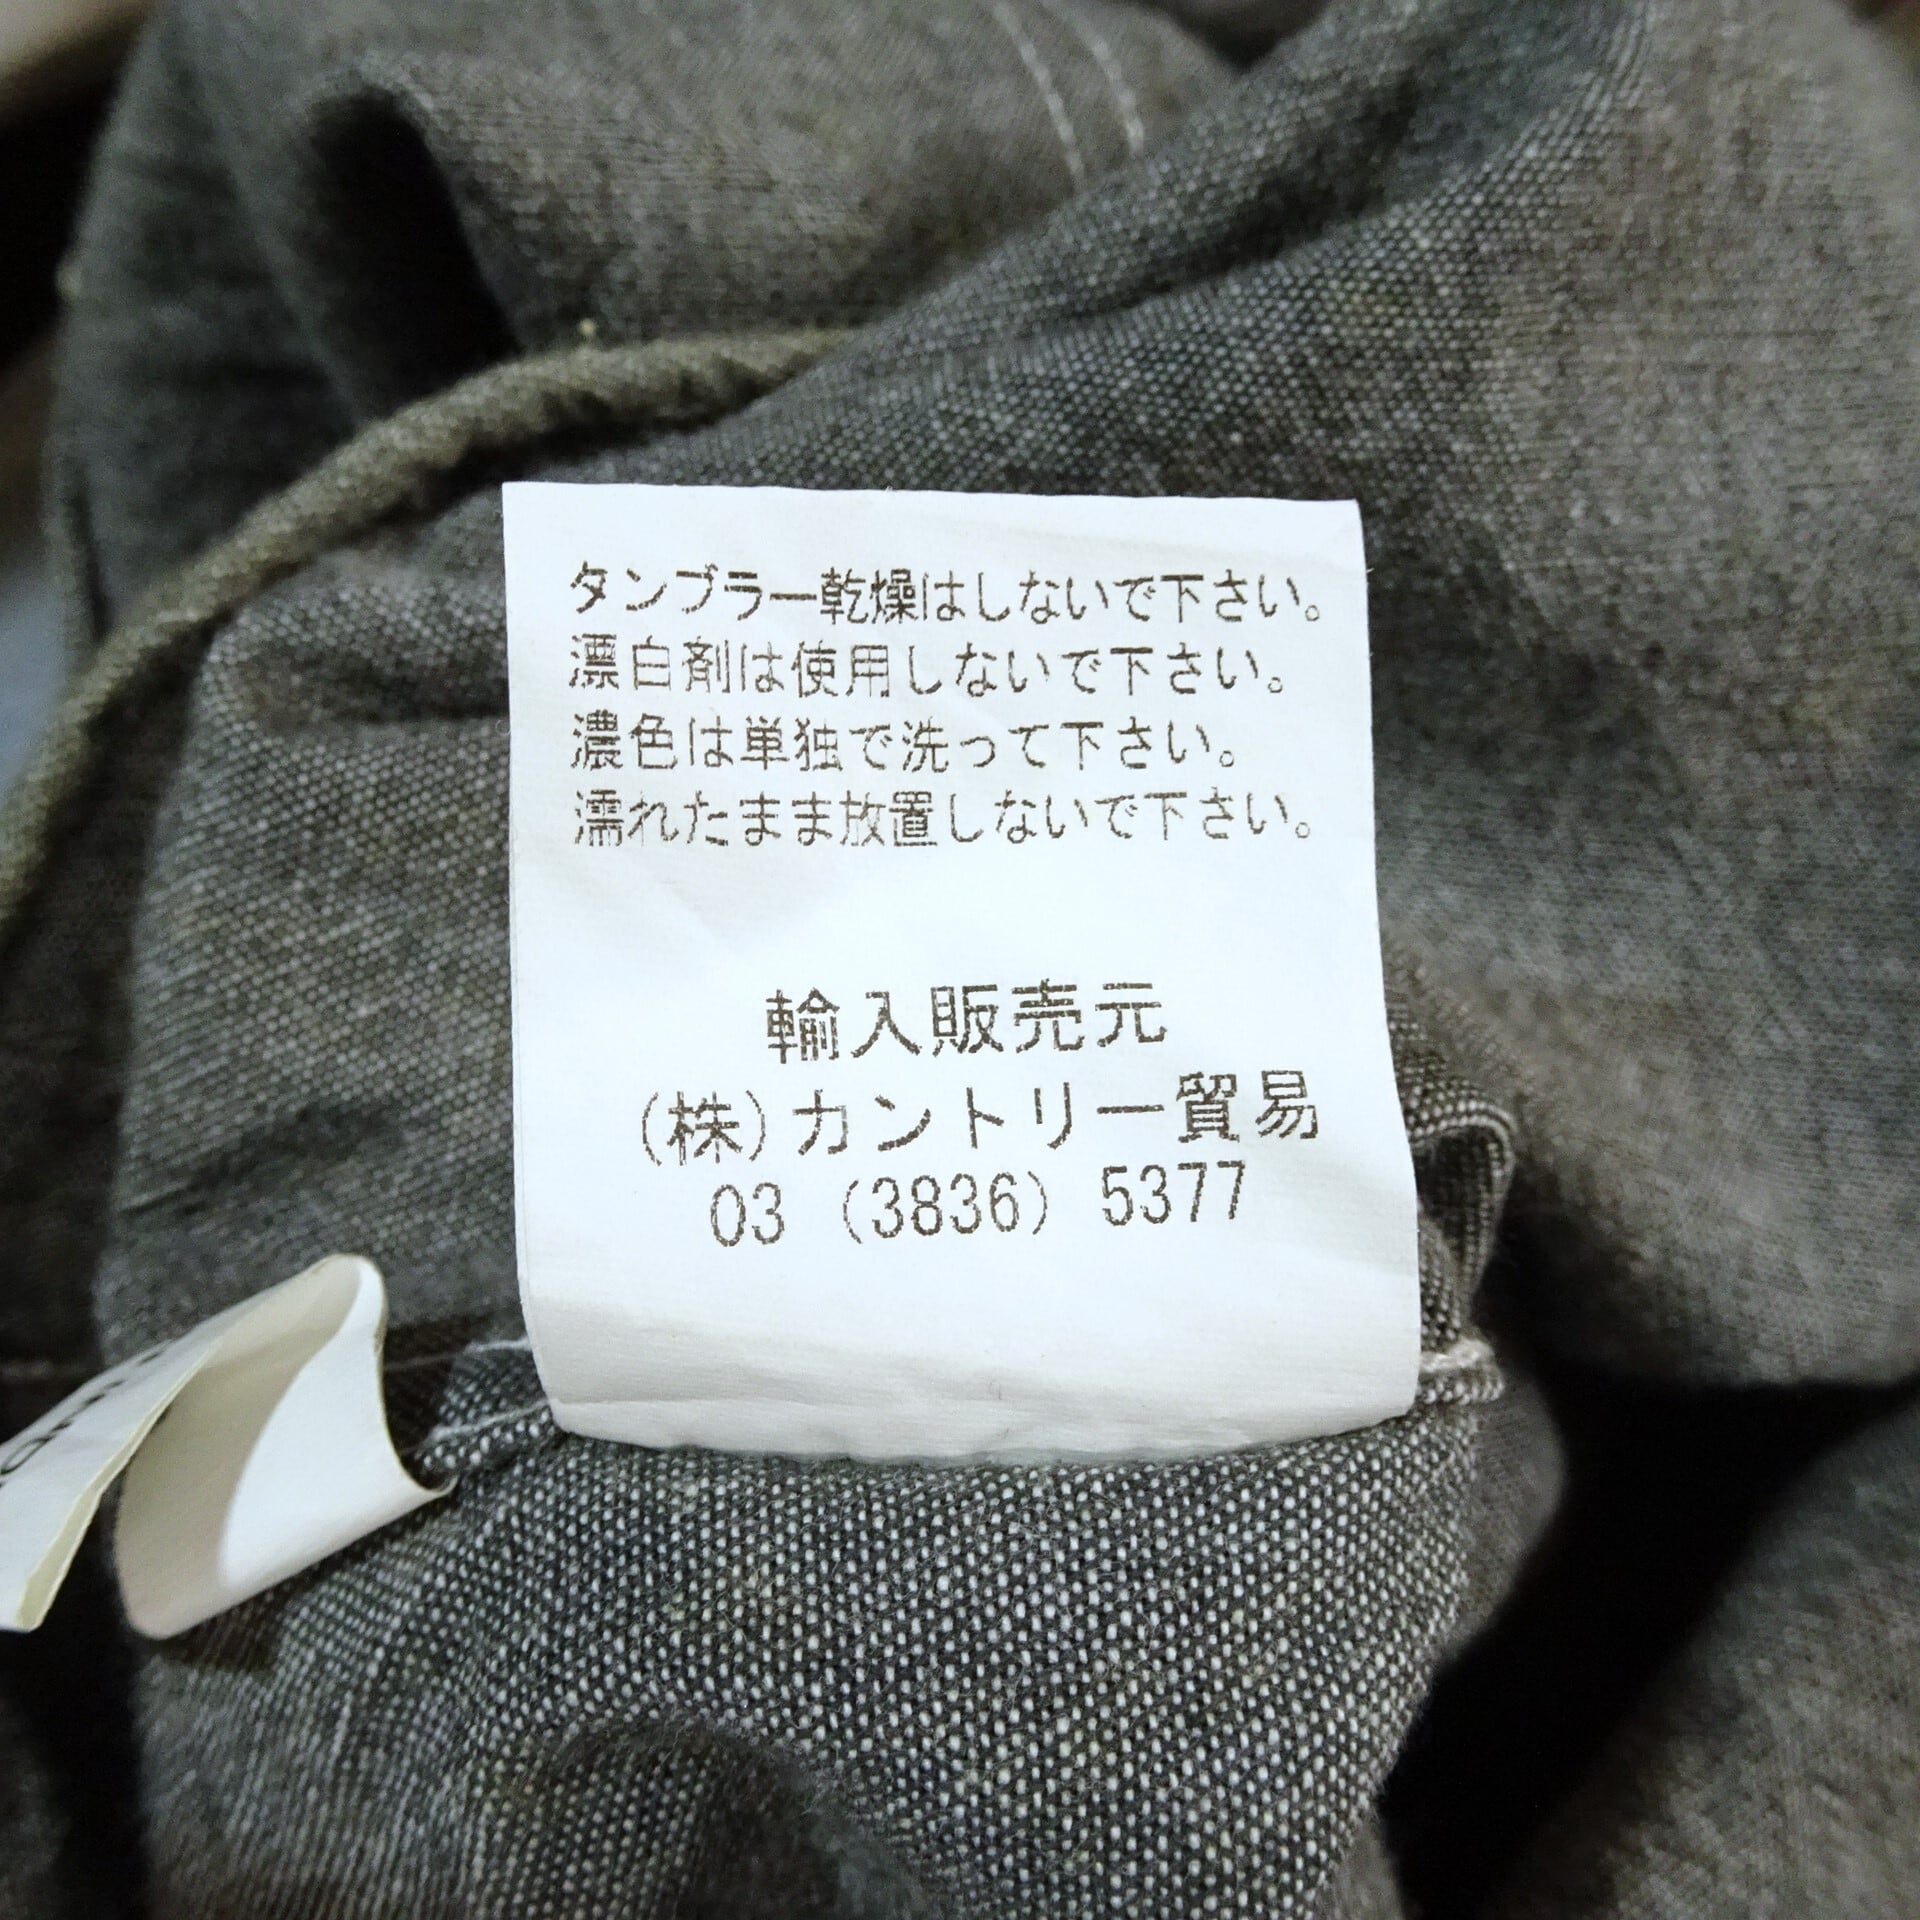 タンブラー乾燥はしないで下さい。
漂白剤は使用しないで下さい。
濃色は単独で洗って下さい。
濡れたまま放置しないで下さい。
輸入販売元
(株)カントリー貿易
03 (3836) 5377